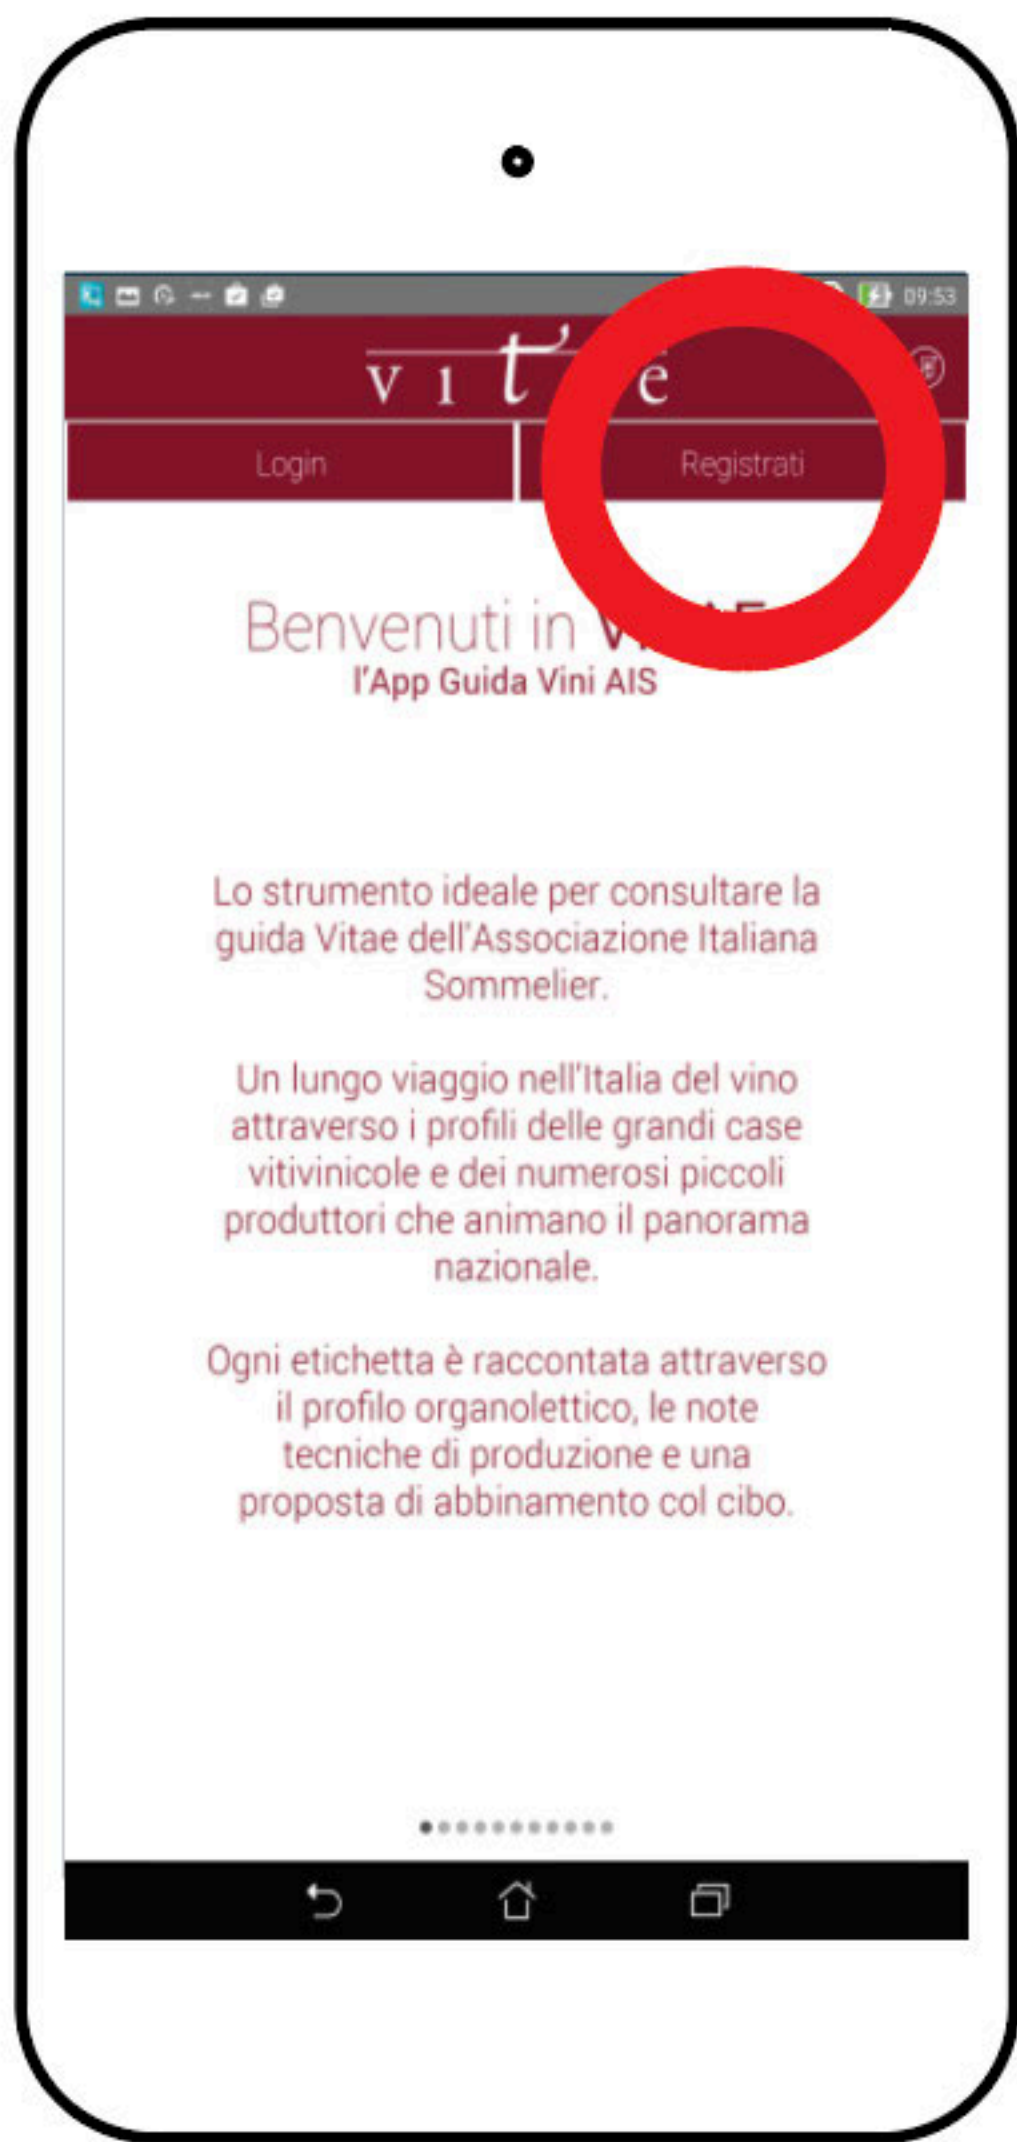 09:53
vite
Login
Registrati
Benvenuti in
l'App Guida Vini AIS
Lo strumento ideale per consultare la
guida Vitae dell'Associazione Italiana
Sommelier.
Un lungo viaggio nell'Italia del vino
attraverso i profili delle grandi case
vitivinicole e dei numerosi piccoli
produttori che animano il panorama
nazionale.
Ogni etichetta è raccontata attraverso
il profilo organolettico, le note
tecniche di produzione e una
proposta di abbinamento col cibo.